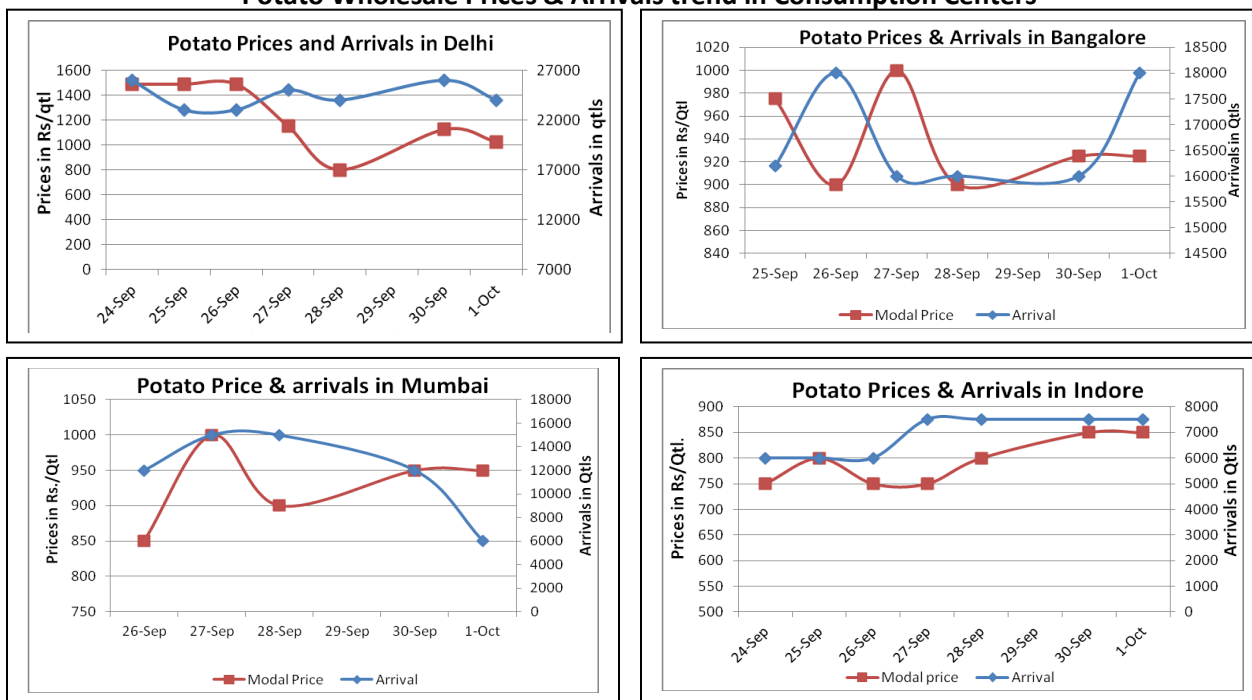 Potato Wholesale Prices & Arrivals trend in Consumption Centers
Potato Prices and Arrivals in Delhi
Prices in Rs/qtl
1600
1400
1200
1000
800
600
400
200
0
27000
22000
17000
12000
7000
Arrivals in qtls
24-Sep
25-Sep
26-Sep
27-Sep
28-Sep
29-Sep
30-Sep
1-Oct
Potato Prices & Arrivals in Bangalore
Prices in Rs/Qtl
1020
1000
980
960
940
920
900
880
860
840
18500
18000
17500
17000
16500
16000
15500
15000
14500
Arrivals in Qtls
25-Sep 26-Sep 27-Sep 28-Sep 29-Sep 30-Sep 1-Oct
Modal Price Arrival
Potato Price & arrivals in Mumbai
Prices in Rs./Qtl
1050
1000
950
900
850
800
750
18000
16000
14000
12000
10000
8000
6000
4000
2000
0
Arrivals in Qtls
26-Sep 27-Sep 28-Sep 29-Sep 30-Sep 1-Oct
Modal Price Arrival
Potato Prices & Arrivals in Indore
Prices in Rs/Qtl.
900
850
800
750
700
650
600
550
500
8000
7000
6000
5000
4000
3000
2000
1000
0
Arrivals in Qtls
24-Sep
25-Sep
26-Sep
27-Sep
28-Sep
29-Sep
30-Sep
1-Oct
Modal price Arrival